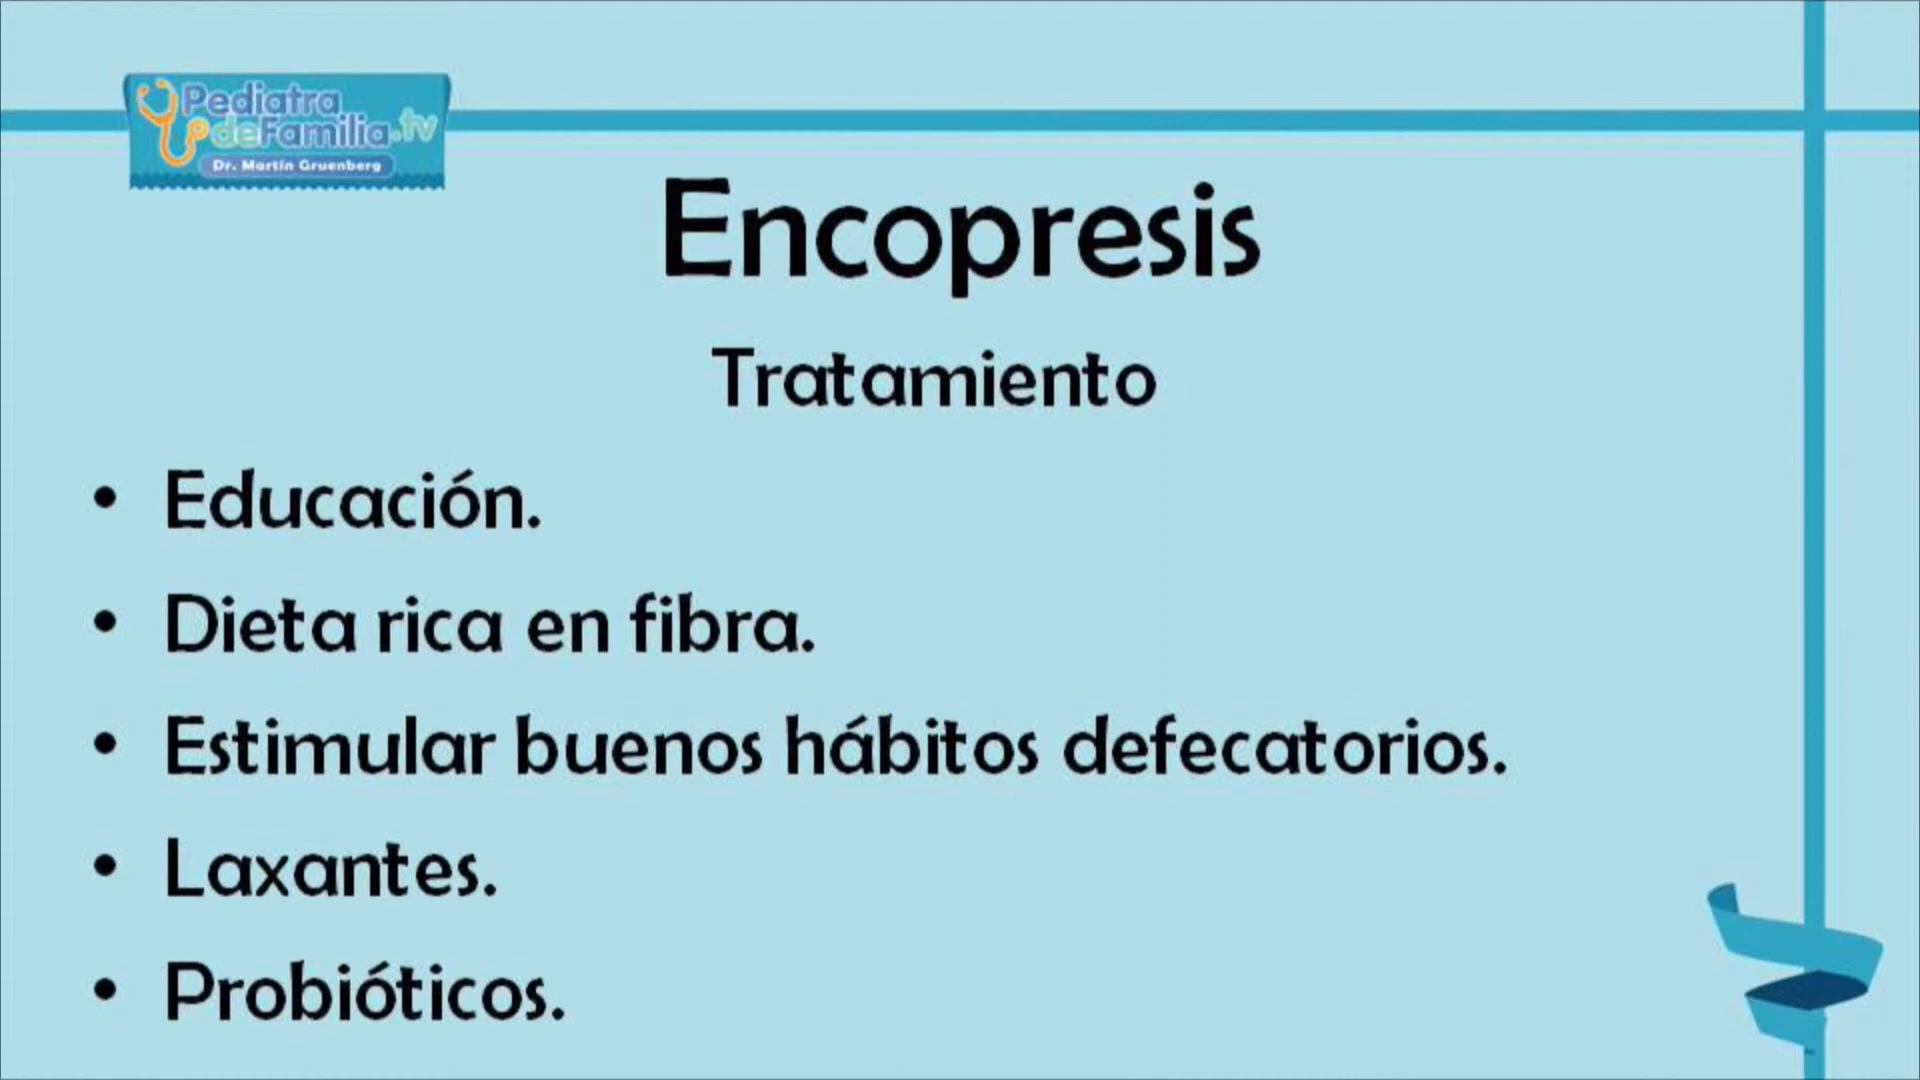 Pediatra
deFamilia.tv
Dr. Martín Gruenberg
Encopresis
Tratamiento
• Educación.
• Dieta rica en fibra.
• Estimular buenos hábitos defecatorios.
• Laxantes.
• Probióticos.